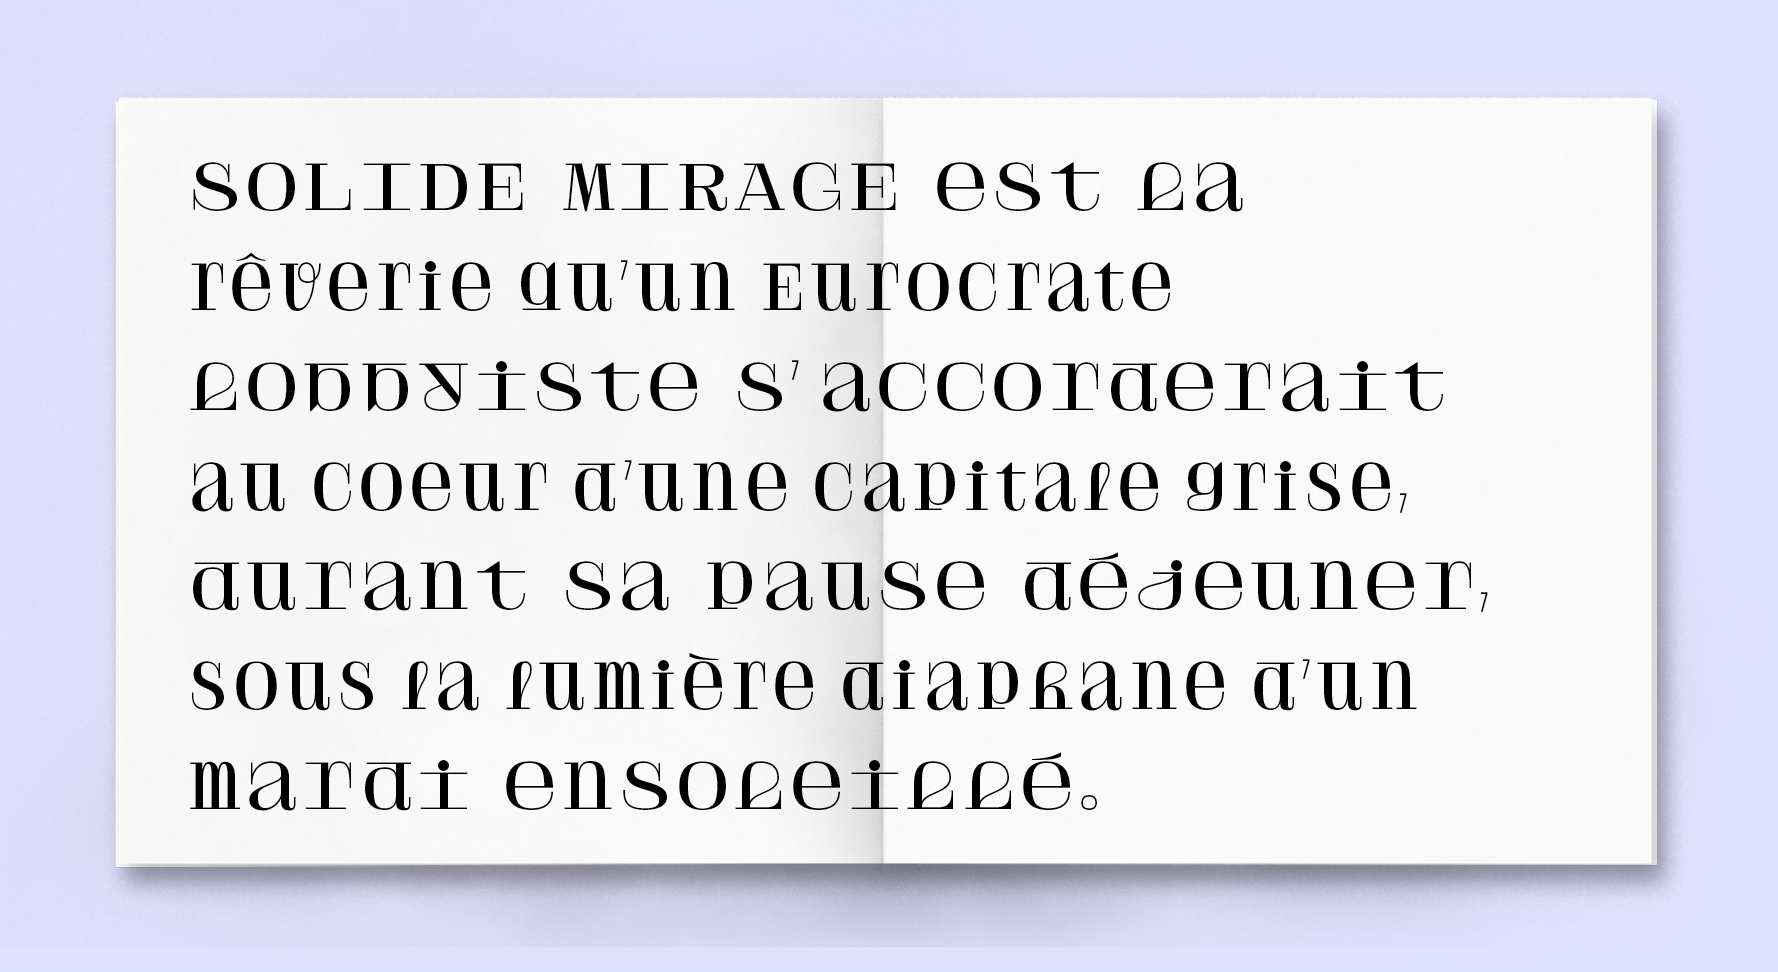 SOLIDE MIRAGE est la
rêverie qu’un Eurocrate
lobbyiste s’accorderait
au coeur d’une capitale grise,
durant sa pause déjeuner,
sous la lumière diaphane d’un
mardi ensoleillé.